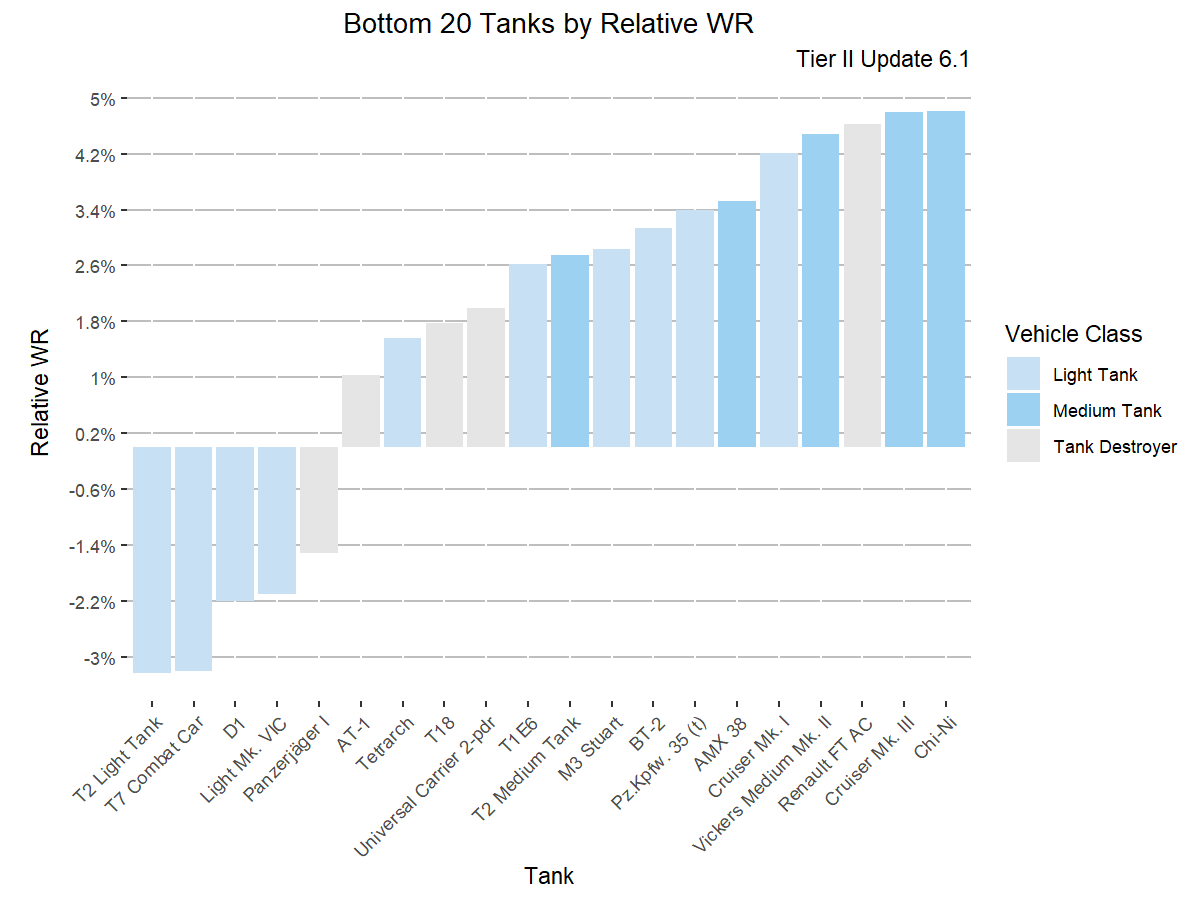 Bottom 20 Tanks by Relative WR
Tier II Update 6.1
5%
4.2%
3.4%
2.6%
1.8%
1%
0.2%
-0.6%
-1.4%
-2.2%
-3%
Relative WR
T2 Light Tank
T7 Combat Car
D1
Light Mk. VIC
Panzerjäger I
AT-1
Tetrarch
T18
Universal Carrier 2-pdr
T1E6
T2 Medium Tank
M3 Stuart
BT-2
Pz.Kpfw. 35 (t)
AMX 38
Cruiser Mk. I
Vickers Medium Mk. II
Renault FT AC
Cruiser Mk. III
Chi-Ni
Tank
Vehicle Class
Light Tank
Medium Tank
Tank Destroyer